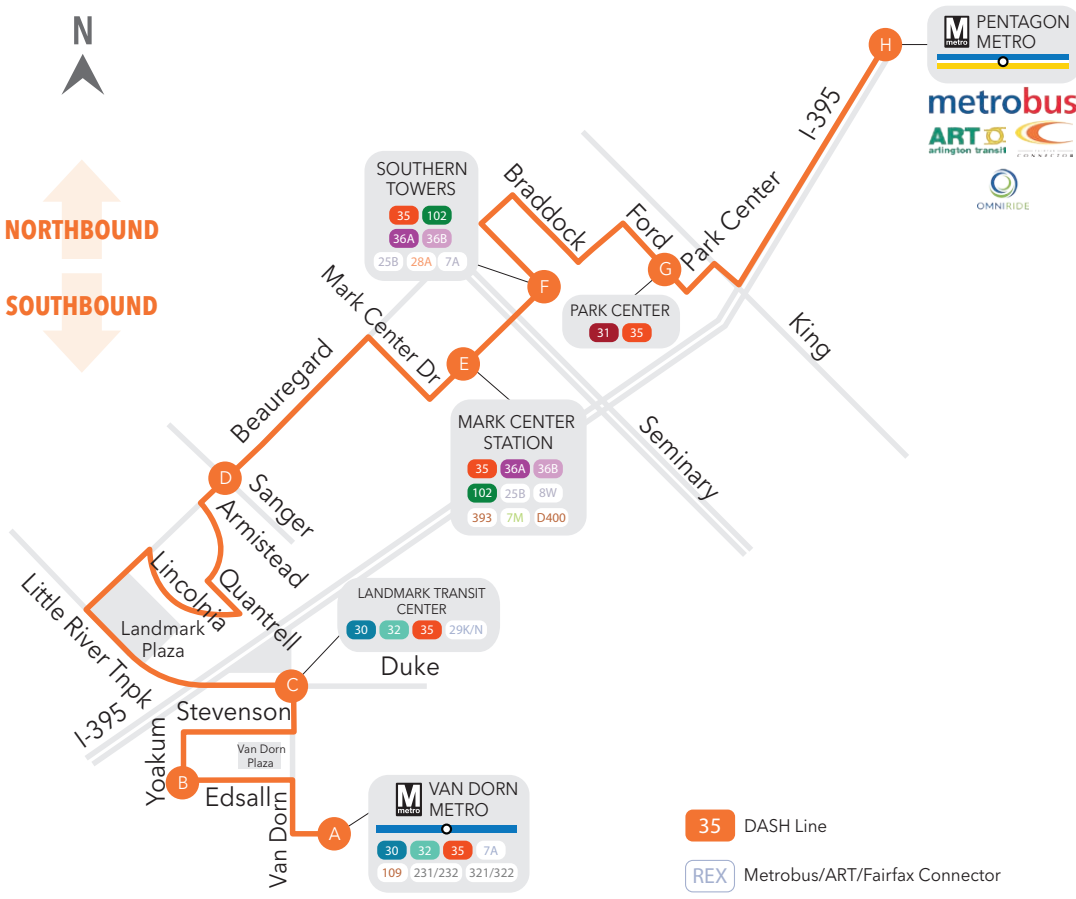 N
NORTHBOUND
SOUTHBOUND
M
metro
PENTAGON
METRO
metrobus
ART
arlington transit
CONNECTOR
OMNIRIDE
H
I-395
SOUTHERN
TOWERS
35 102
36A 36B
25B 28A 7A
Braddock
Ford
Park Center
G
F
PARK CENTER
31 35
King
Mark Center Dr
E
Beauregard
MARK CENTER
STATION
35 36A 36B
102 25B 8W
393 7M D400
Seminary
D
Sanger
Armistead
Lincolnia
Quantrell
Little River Tnpk
Landmark
Plaza
LANDMARK TRANSIT
CENTER
30 32 35 29K/N
Duke
C
I-395
Stevenson
Yoakum
Van Dorn
Plaza
B
Edsall
Van Dorn
A
M
metro
VAN DORN
METRO
30 32 35 7A
109 231/232 321/322
35 DASH Line
REX Metrobus/ART/Fairfax Connector